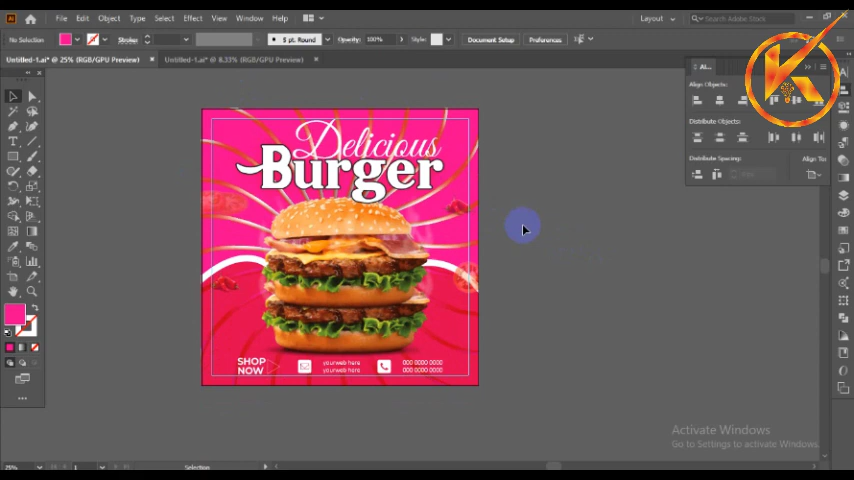 Ai File Edit Object Type Select Effect View Window Help Layout Search Adobe Stock
No Selection Stroke: 5 pt. Round Opacity: 100% Style: Document Setup Preferences
Untitled-1.ai* @ 25% (RGB/GPU Preview) Untitled-1.ai* @ 8.33% (RGB/GPU Preview)
Align Objects:
Distribute Objects:
Distribute Spacing: Align To:
Delicious
Burger
SHOP
NOW
yourweb here
yourweb here
000 0000 0000
000 0000 0000
Activate Windows
Go to Settings to activate Windows.
25% 1 Selection